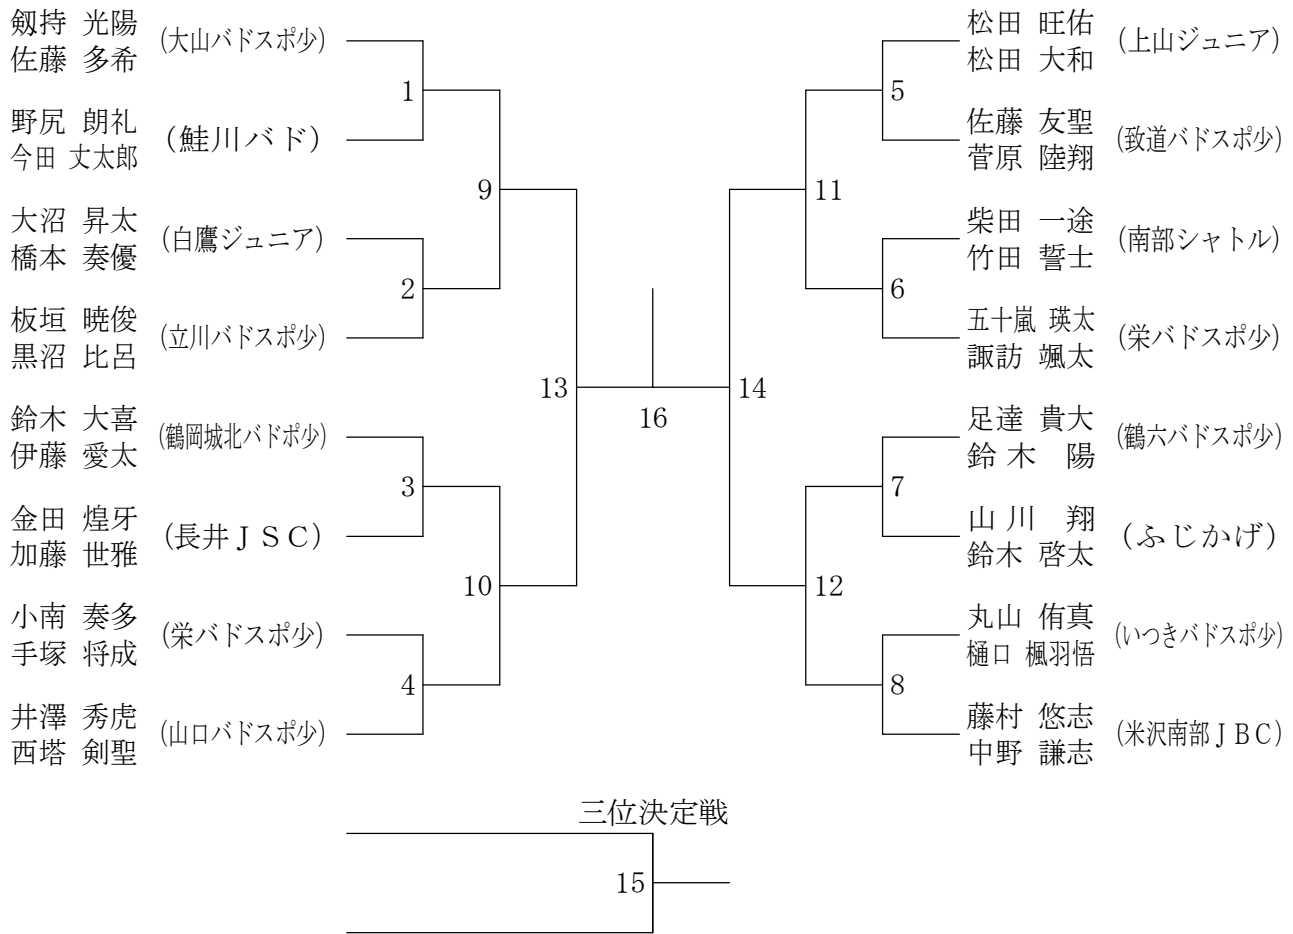 劔持 光陽
佐藤 多希
(大山バドスポ少)
1
野尻 朗礼
今田 丈太郎
(鮭川バド)
9
大沼 昇太
橋本 奏優
(白鷹ジュニア)
2
板垣 暁俊
黒沼 比呂
(立川バドスポ少)
13
鈴木 大喜
伊藤 愛太
(鶴岡城北バドポ少)
3
金田 煌牙
加藤 世雅
(長井ＪＳＣ)
10
小南 奏多
手塚 将成
(栄バドスポ少)
4
井澤 秀虎
西塔 剣聖
(山口バドスポ少)
16
松田 旺佑
松田 大和
(上山ジュニア)
5
佐藤 友聖
菅原 陸翔
(致道バドスポ少)
11
柴田 一途
竹田 誓士
(南部シャトル)
6
五十嵐 瑛太
諏訪 颯太
(栄バドスポ少)
14
足達 貴大
鈴木 陽
(鶴六バドスポ少)
7
山川 翔
鈴木 啓太
(ふじかげ)
12
丸山 侑真
樋口 楓羽悟
(いつきバドスポ少)
8
藤村 悠志
中野 謙志
(米沢南部ＪＢＣ)
三位決定戦
15